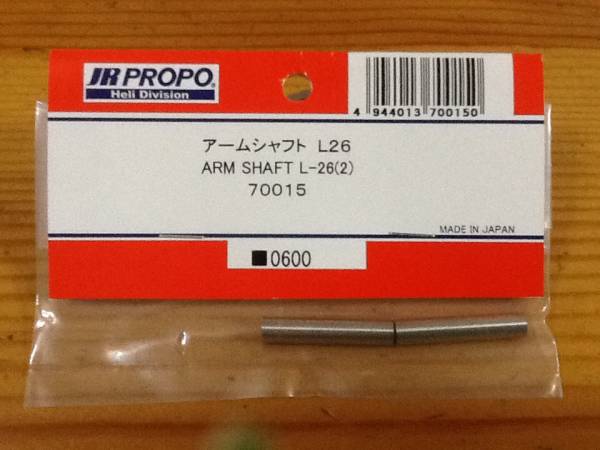 JR PROPO®
Heli Division
4 944013 700150
アームシャフト L26
ARM SHAFT L-26(2)
70015
MADE IN JAPAN
■0600